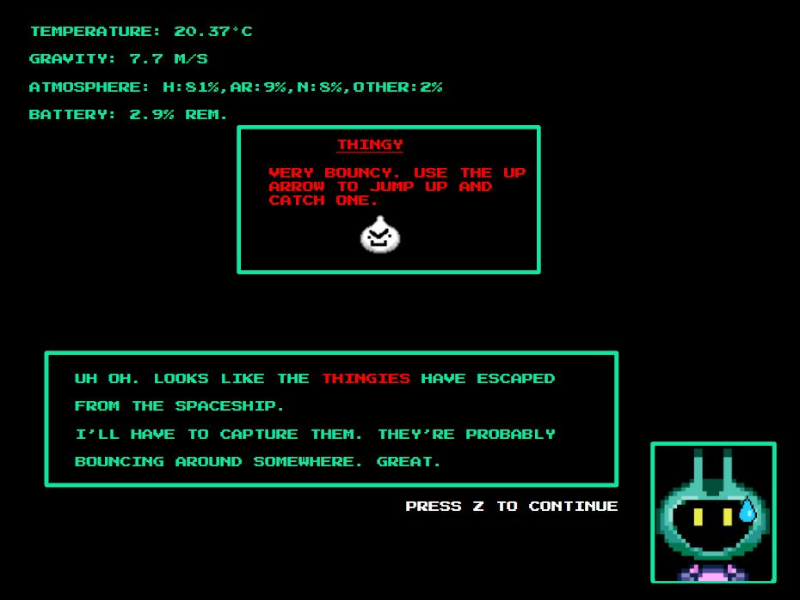 TEMPERATURE: 20.37°C
GRAVITY: 7.7 M/S
ATMOSPHERE: H:81%,AR:9%,N:8%,OTHER:2%
BATTERY: 2.9% REM.
THINGY
VERY BOUNCY. USE THE UP
ARROW TO JUMP UP AND
CATCH ONE.
UH OH. LOOKS LIKE THE THINGIES HAVE ESCAPED
FROM THE SPACESHIP.
I'LL HAVE TO CAPTURE THEM. THEY'RE PROBABLY
BOUNCING AROUND SOMEWHERE. GREAT.
PRESS Z TO CONTINUE